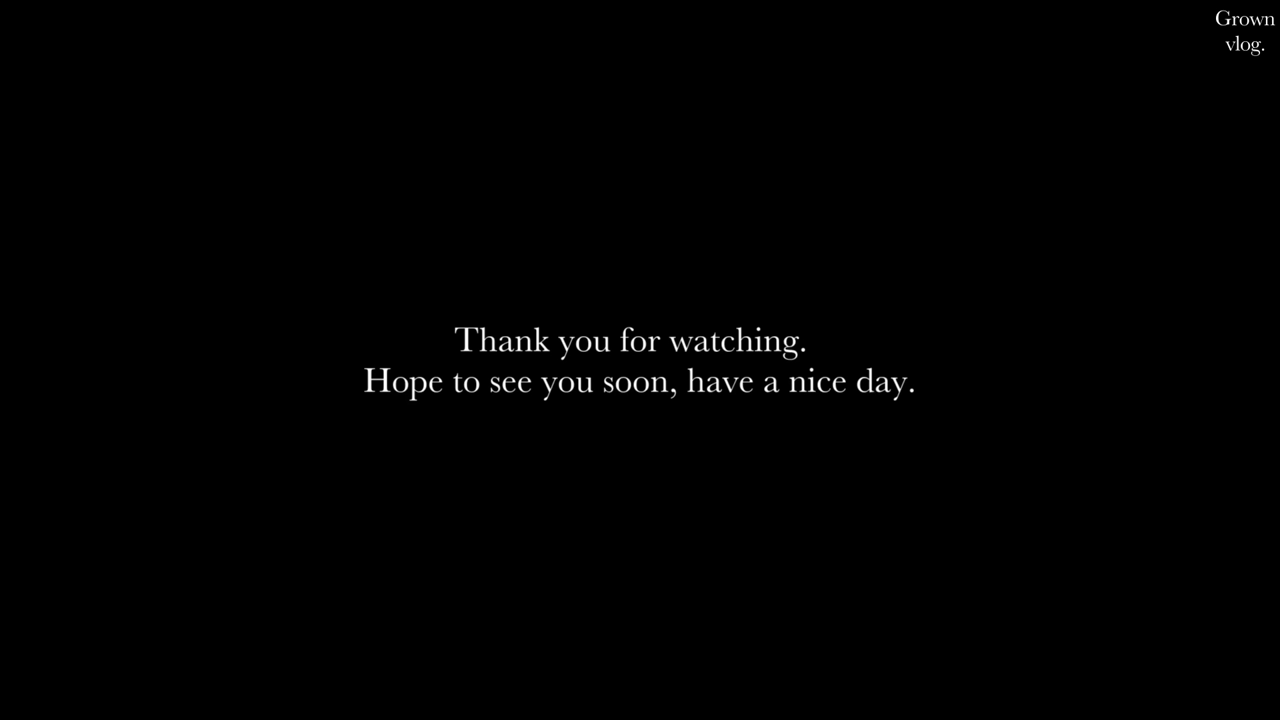 Grown
vlog.
Thank you for watching.
Hope to see you soon, have a nice day.